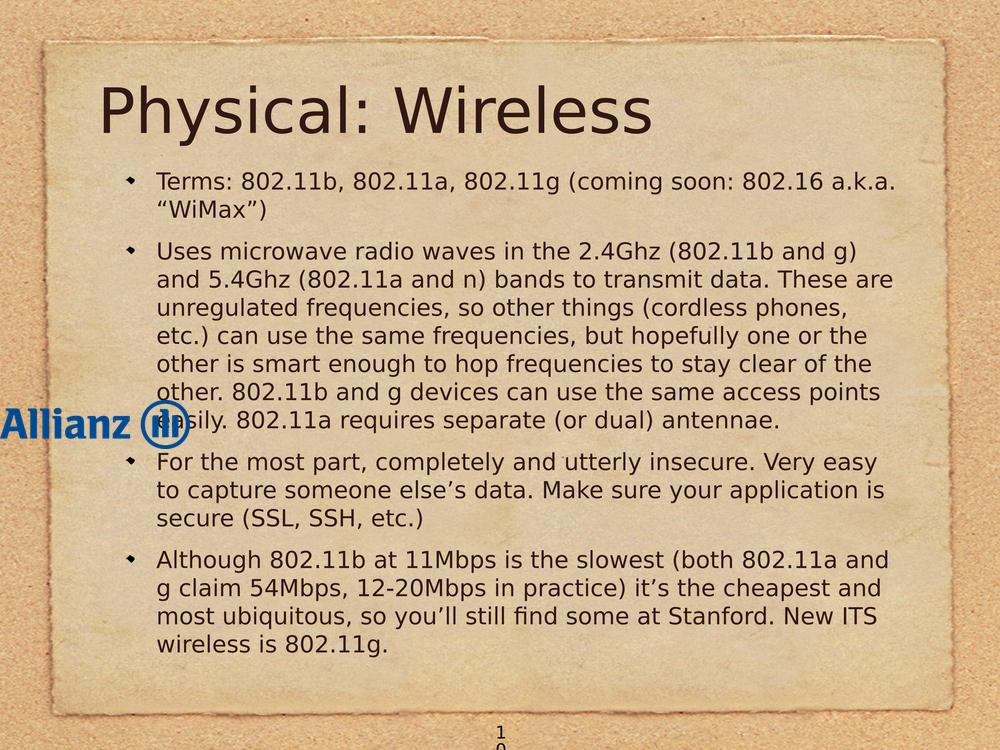 Physical: Wireless
Terms: 802.11b, 802.11a, 802.11g (coming soon: 802.16 a.k.a.
“WiMax”)
Uses microwave radio waves in the 2.4Ghz (802.11b and g)
and 5.4Ghz (802.11a and n) bands to transmit data. These are
unregulated frequencies, so other things (cordless phones,
etc.) can use the same frequencies, but hopefully one or the
other is smart enough to hop frequencies to stay clear of the
other. 802.11b and g devices can use the same access points
easily. 802.11a requires separate (or dual) antennae.
Allianz
For the most part, completely and utterly insecure. Very easy
to capture someone else’s data. Make sure your application is
secure (SSL, SSH, etc.)
Although 802.11b at 11Mbps is the slowest (both 802.11a and
g claim 54Mbps, 12-20Mbps in practice) it’s the cheapest and
most ubiquitous, so you’ll still find some at Stanford. New ITS
wireless is 802.11g.
1
0